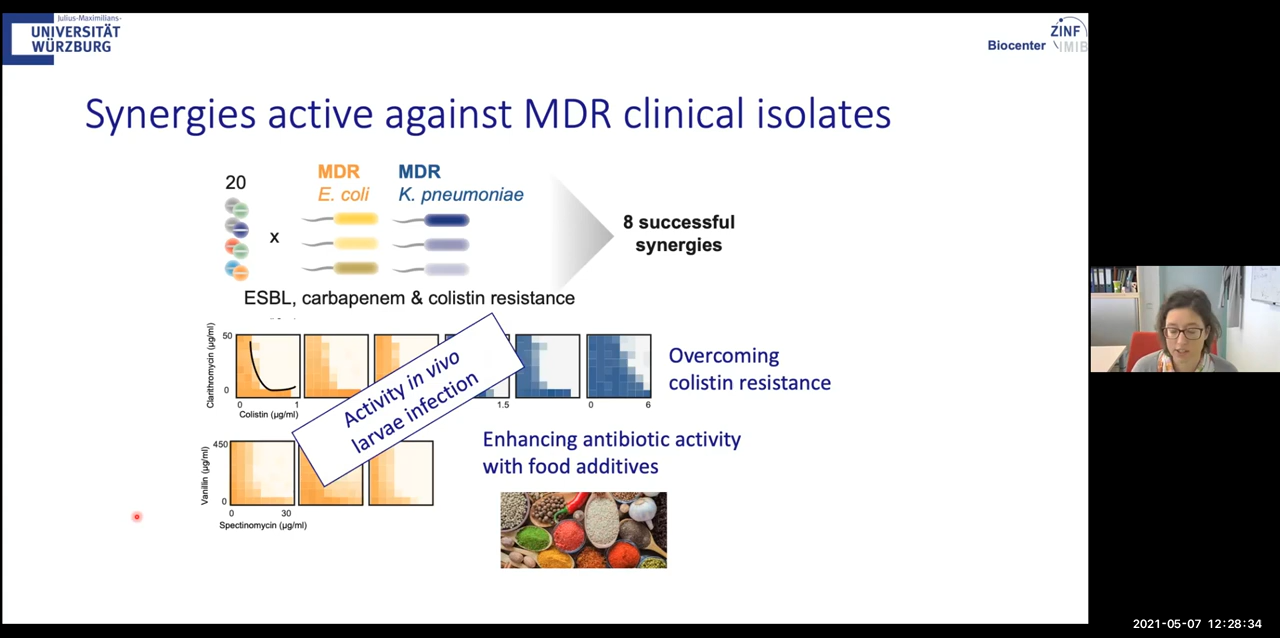 Julius-Maximilians-
UNIVERSITÄT
WÜRZBURG
ZINF
Biocenter
IMIB
Synergies active against MDR clinical isolates
20
MDR
E. coli
MDR
K. pneumoniae
x
8 successful
synergies
ESBL, carbapenem & colistin resistance
Clarithromycin (µg/ml)
50
0
0
1
1.5
0
6
Colistin (µg/ml)
Activity in vivo
larvae infection
Overcoming
colistin resistance
Vanillin (µg/ml)
450
0
0
30
Spectinomycin (µg/ml)
Enhancing antibiotic activity
with food additives
2021-05-07 12:28:34